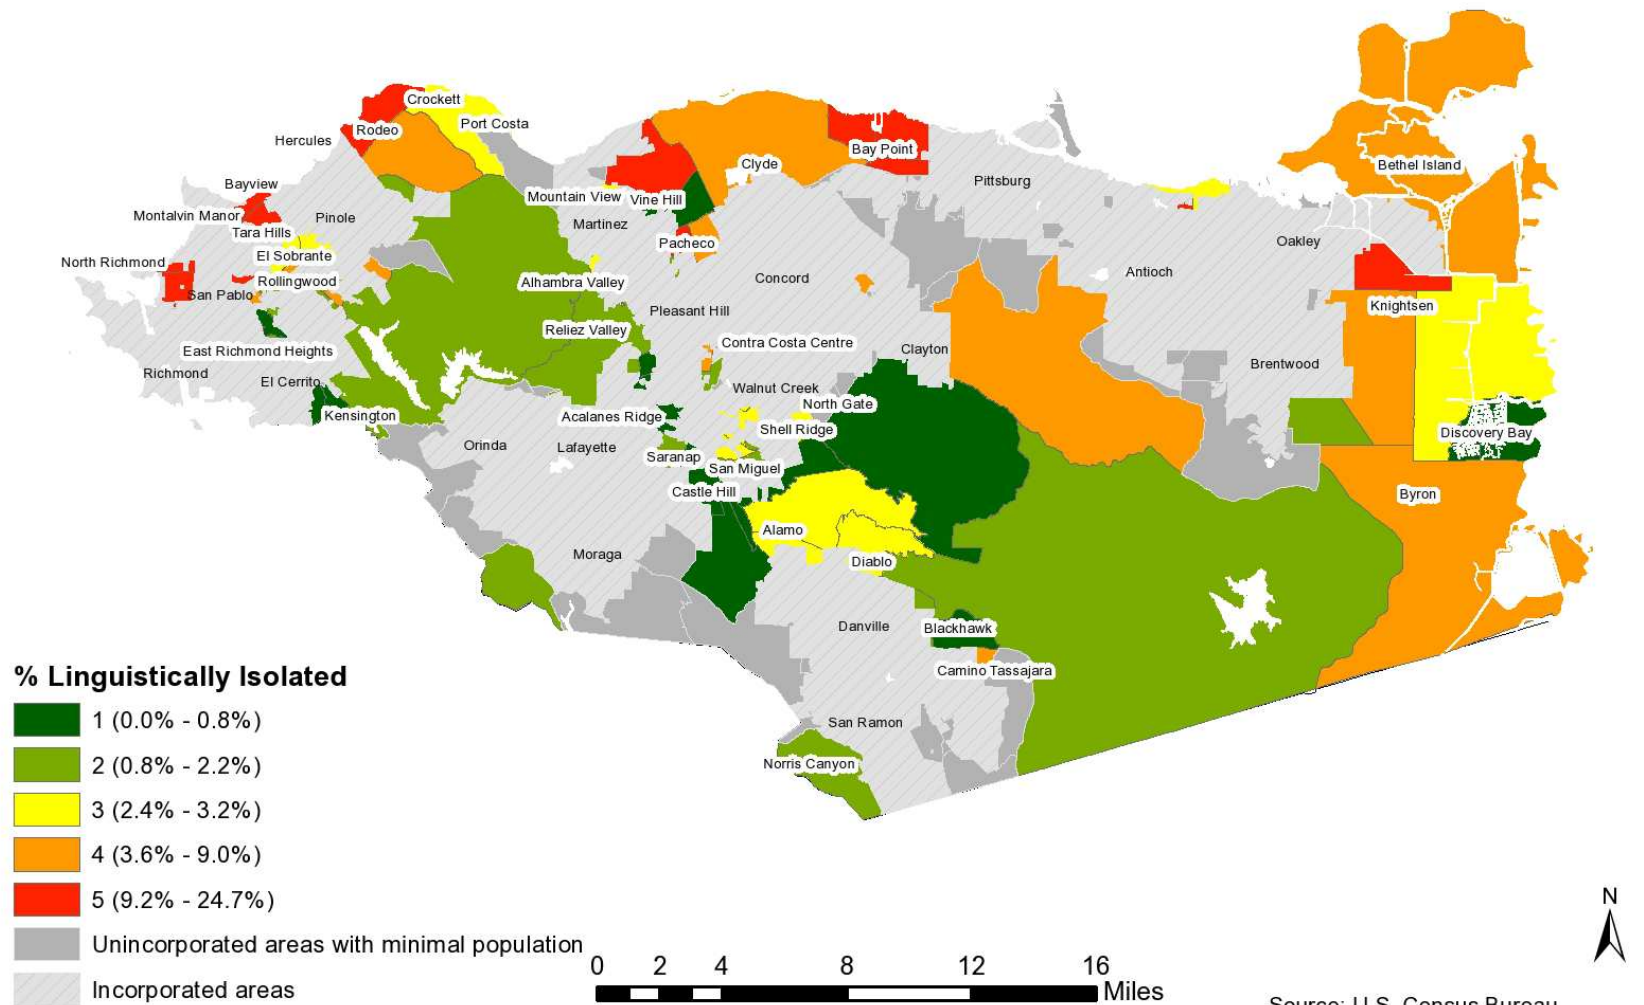 Crockett
Port Costa
Rodeo
Hercules
Bay Point
Clyde
Bethel Island
Bayview
Pittsburg
Mountain View
Vine Hill
Montalvin Manor
Pinole
Martinez
Tara Hills
Pacheco
Oakley
El Sobrante
North Richmond
Antioch
Rollingwood
Alhambra Valley
Concord
San Pablo
Knightsen
Pleasant Hill
Reliez Valley
Contra Costa Centre
East Richmond Heights
Clayton
Brentwood
Richmond
El Cerrito
Walnut Creek
North Gate
Kensington
Acalanes Ridge
Shell Ridge
Discovery Bay
Orinda
Lafayette
Saranap
San Miguel
Castle Hill
Byron
Alamo
Moraga
Diablo
Danville
Blackhawk
Camino Tassajara
San Ramon
Norris Canyon
% Linguistically Isolated
1 (0.0% - 0.8%)
2 (0.8% - 2.2%)
3 (2.4% - 3.2%)
4 (3.6% - 9.0%)
5 (9.2% - 24.7%)
Unincorporated areas with minimal population
Incorporated areas
0 2 4 8 12 16
Miles
N
Source: U.S. Census Bureau